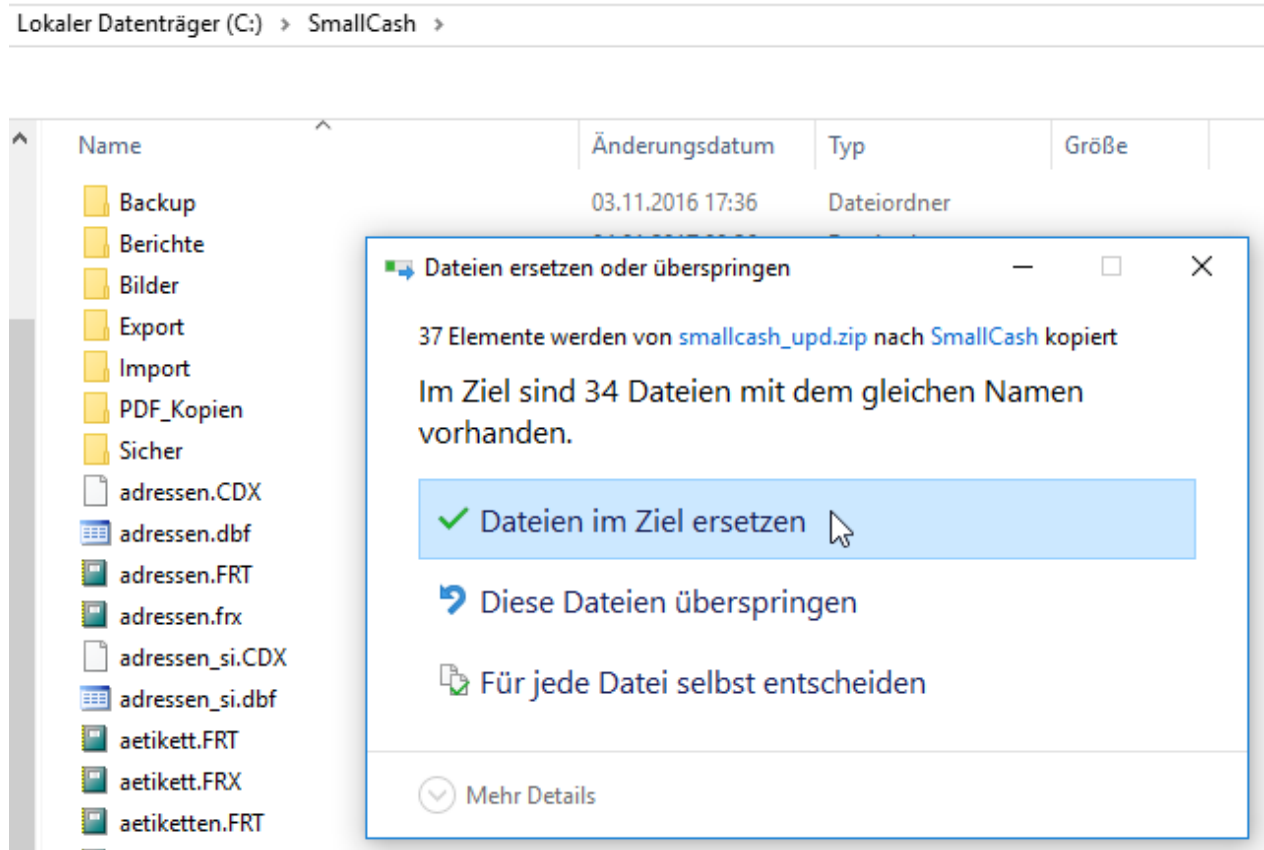 Lokaler Datenträger (C:) > SmallCash >
Name Änderungsdatum Typ Größe
Backup 03.11.2016 17:36 Dateiordner
Berichte
Bilder
Export
Import
PDF_Kopien
Sicher
adressen.CDX
adressen.dbf
adressen.FRT
adressen.frx
adressen_si.CDX
adressen_si.dbf
aetikett.FRT
aetikett.FRX
aetiketten.FRT
Dateien ersetzen oder überspringen
37 Elemente werden von smallcash_upd.zip nach SmallCash kopiert
Im Ziel sind 34 Dateien mit dem gleichen Namen
vorhanden.
Dateien im Ziel ersetzen
Diese Dateien überspringen
Für jede Datei selbst entscheiden
Mehr Details